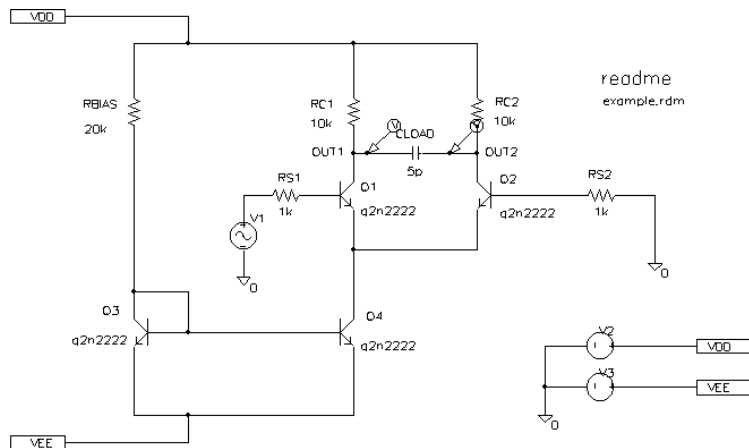 VDD
readme
example.rdm
RBIAS
20k
RC1
10k
RC2
10k
V
V
CLOAD
OUT1
OUT2
5p
RS1
1k
Q1
q2n2222
Q2
q2n2222
RS2
1k
V1
0
0
Q3
q2n2222
Q4
q2n2222
V2
VDD
V3
VEE
0
VEE